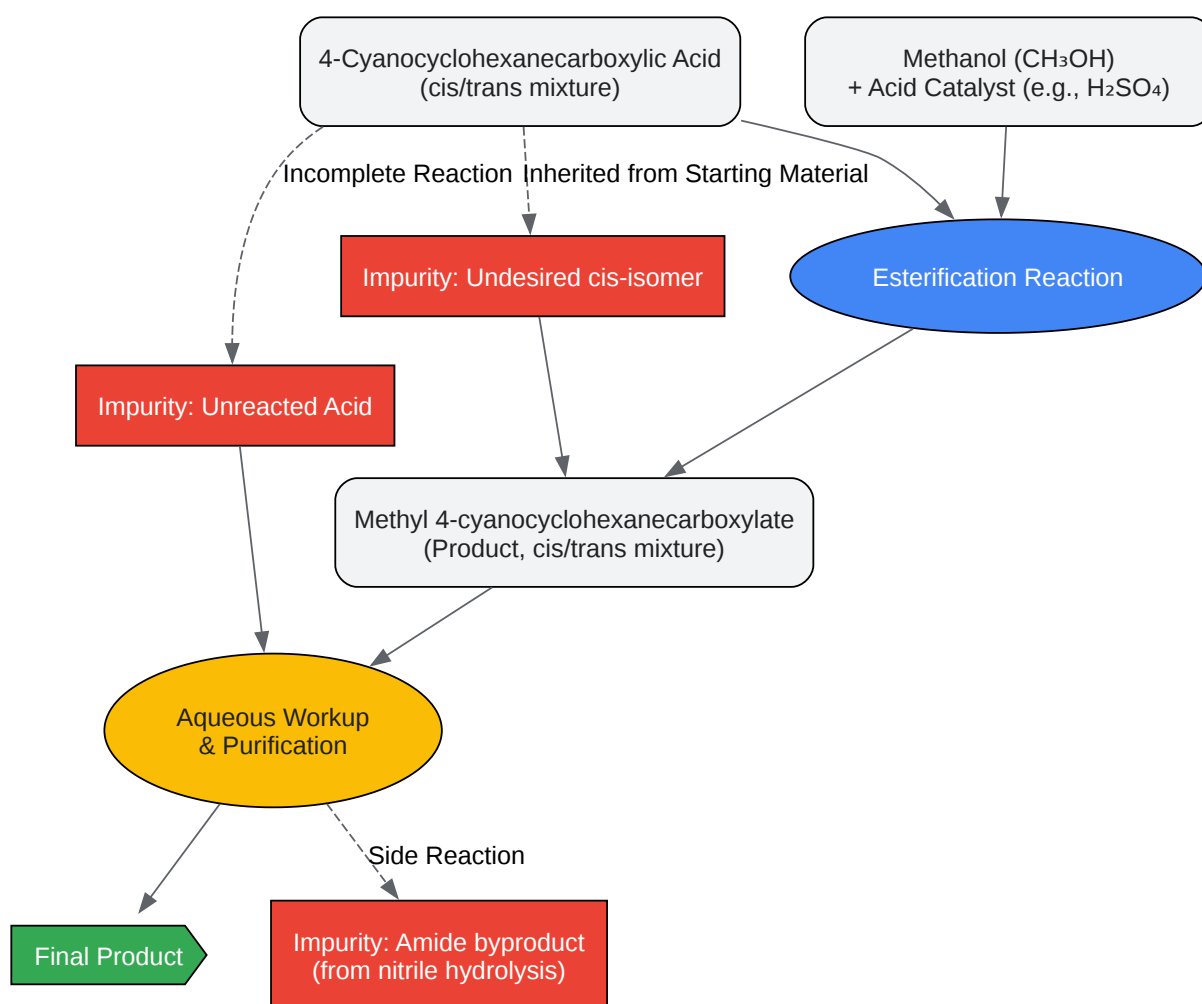 4-Cyanocyclohexanecarboxylic Acid
(cis/trans mixture)
Methanol (CH₃OH)
+ Acid Catalyst (e.g., H₂SO₄)
Incomplete Reaction
Inherited from Starting Material
Impurity: Undesired cis-isomer
Esterification Reaction
Impurity: Unreacted Acid
Methyl 4-cyanocyclohexanecarboxylate
(Product, cis/trans mixture)
Aqueous Workup
& Purification
Side Reaction
Final Product
Impurity: Amide byproduct
(from nitrile hydrolysis)